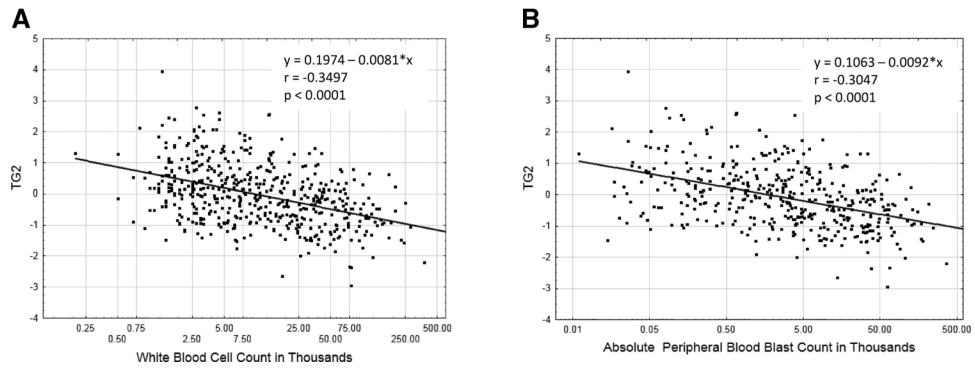 A
y = 0.1974 – 0.0081*x
r = -0.3497
p < 0.0001
TG2
5
4
3
2
1
0
-1
-2
-3
-4
0.25 0.75 2.50 5.00 25.00 75.00 500.00
0.50 1.00 7.50 10.00 50.00 250.00
White Blood Cell Count in Thousands
B
y = 0.1063 – 0.0092*x
r = -0.3047
p < 0.0001
TG2
5
4
3
2
1
0
-1
-2
-3
-4
0.01 0.05 0.50 5.00 50.00 500.00
Absolute Peripheral Blood Blast Count in Thousands